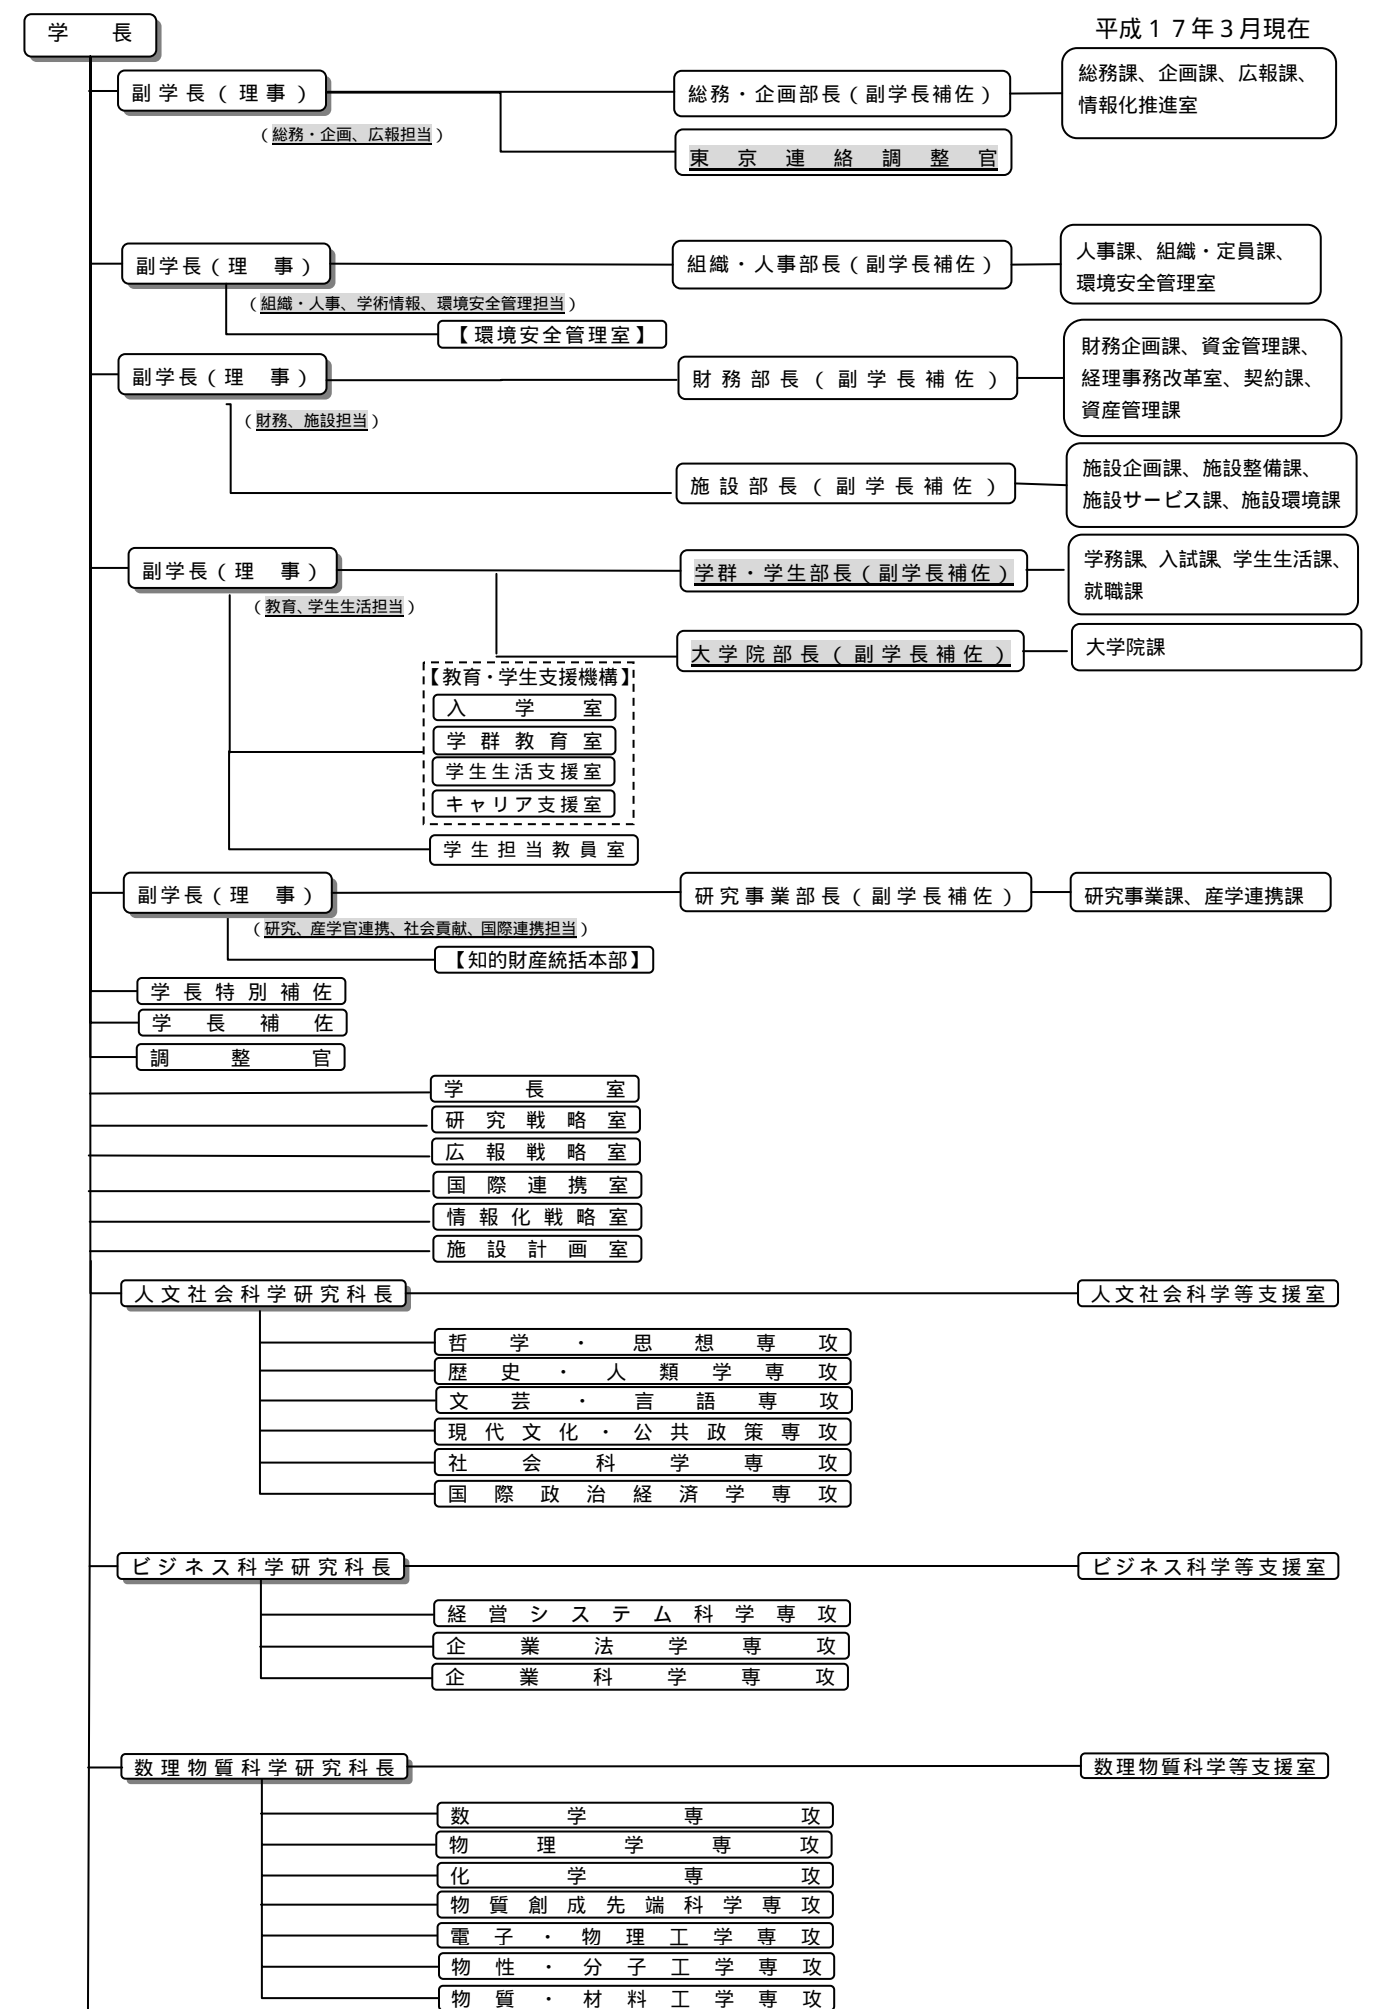 学　長
平成１７年３月現在
副学長(理事)
総務・企画部長(副学長補佐)
総務課、企画課、広報課、
情報化推進室
(総務・企画、広報担当)
東京連絡調整官
副学長(理　事)
組織・人事部長(副学長補佐)
人事課、組織・定員課、
環境安全管理室
(組織・人事、学術情報、環境安全管理担当)
【環境安全管理室】
副学長(理　事)
財務部長(副学長補佐)
財務企画課、資金管理課、
経理事務改革室、契約課、
資産管理課
(財務、施設担当)
施設部長(副学長補佐)
施設企画課、施設整備課、
施設サービス課、施設環境課
副学長(理　事)
学群・学生部長(副学長補佐)
学務課、入試課、学生生活課、
就職課
(教育、学生生活担当)
大学院部長(副学長補佐)
大学院課
【教育・学生支援機構】
入学室
学群教育室
学生生活支援室
キャリア支援室
学生担当教員室
副学長(理　事)
研究事業部長(副学長補佐)
研究事業課、産学連携課
(研究、産学官連携、社会貢献、国際連携担当)
【知的財産統括本部】
学長特別補佐
学長補佐
調整官
学長室
研究戦略室
広報戦略室
国際連携室
情報化戦略室
施設計画室
人文社会科学研究科長
人文社会科学等支援室
哲学・思想専攻
歴史・人類学専攻
文芸・言語専攻
現代文化・公共政策専攻
社会科学専攻
国際政治経済学専攻
ビジネス科学研究科長
ビジネス科学等支援室
経営システム科学専攻
企業法学専攻
企業科学専攻
数理物質科学研究科長
数理物質科学等支援室
数学専攻
物理学専攻
化学専攻
物質創成先端科学専攻
電子・物理工学専攻
物性・分子工学専攻
物質・材料工学専攻